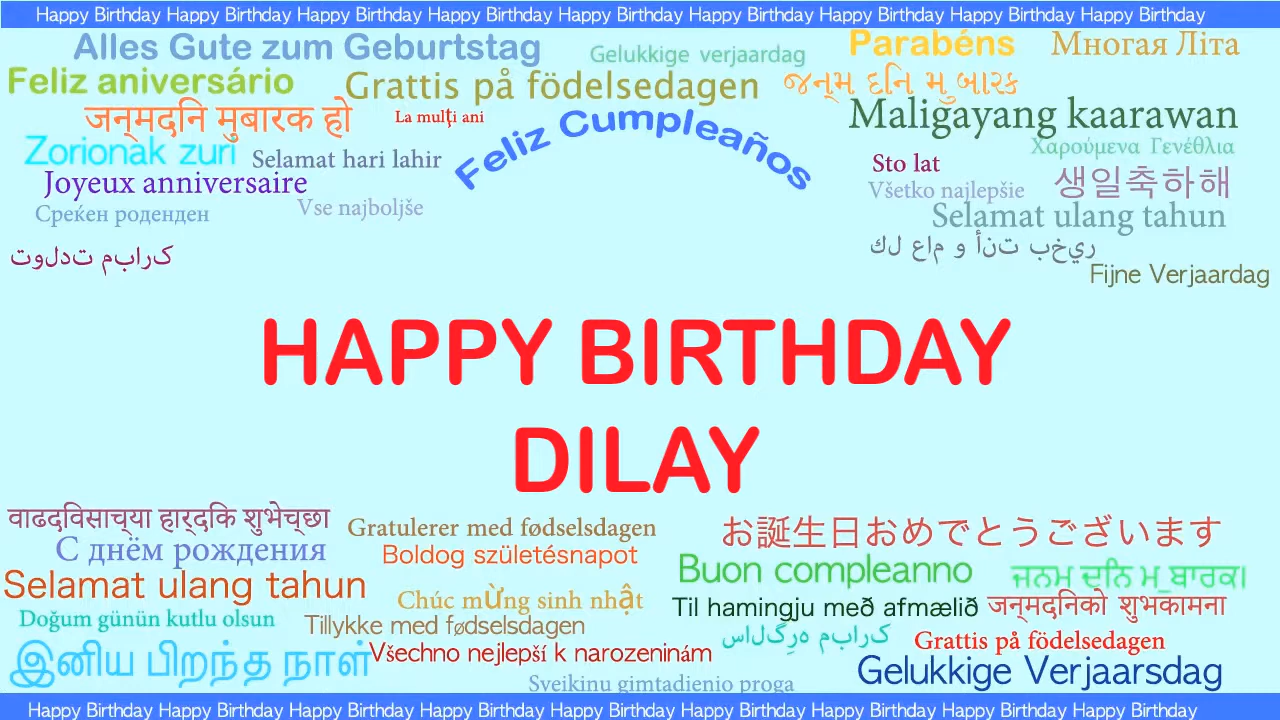 Happy Birthday Happy Birthday Happy Birthday Happy Birthday Happy Birthday Happy Birthday Happy Birthday Happy Birthday Happy Birthday
Alles Gute zum Geburtstag
Gelukkige verjaardag
Parabéns
Многая Літа
Feliz aniversário
Grattis på födelsedagen
જન્મ દનિ મુ બારક
जन्मदनि मुबारक हो
La mulţi ani
Feliz Cumpleaños
Maligayang kaarawan
Zorionak zuri
Selamat hari lahir
Χαρούμενα Γενέθλια
Joyeux anniversaire
Sto lat
Všetko najlepšie
생일축하해
Среќен роденден
Vse najboljše
Selamat ulang tahun
تولدت مبارک
كل عام و أنت بخير
Fijne Verjaardag
HAPPY BIRTHDAY
DILAY
वाढदविसाच्या हार्दकि शुभेच्छा
Gratulerer med fødselsdagen
お誕生日おめでとうございます
С днём рождения
Boldog születésnapot
Buon compleanno
ਜਨਮ ਦਨਿ ਮੁਬਾਰਕ।
Selamat ulang tahun
Chúc mừng sinh nhật
Til hamingju með afmælið
जन्मदनिको शुभकामना
Doğum günün kutlu olsun
Tillykke med fødselsdagen
سالگرہ مبارک
Grattis på födelsedagen
இனிய பிறந்த நாள்
Všechno nejlepší k narozeninám
Gelukkige Verjaarsdag
Sveikinu gimtadienio proga
Happy Birthday Happy Birthday Happy Birthday Happy Birthday Happy Birthday Happy Birthday Happy Birthday Happy Birthday Happy Birthday